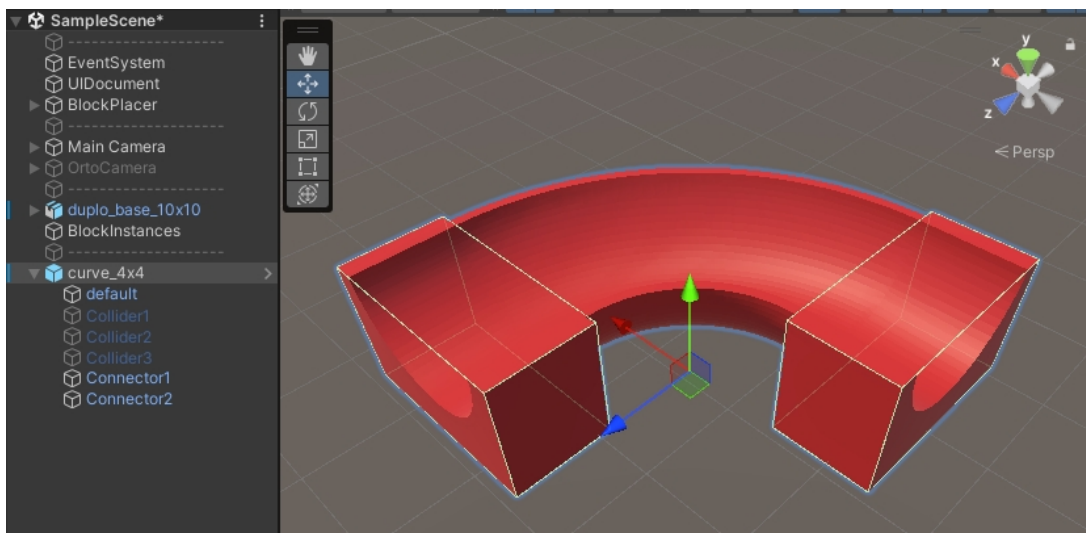 SampleScene*
--------------------
EventSystem
UIDocument
BlockPlacer
--------------------
Main Camera
OrtoCamera
--------------------
duplo_base_10x10
BlockInstances
--------------------
curve_4x4
default
Collider1
Collider2
Collider3
Connector1
Connector2
y
x
z
Persp